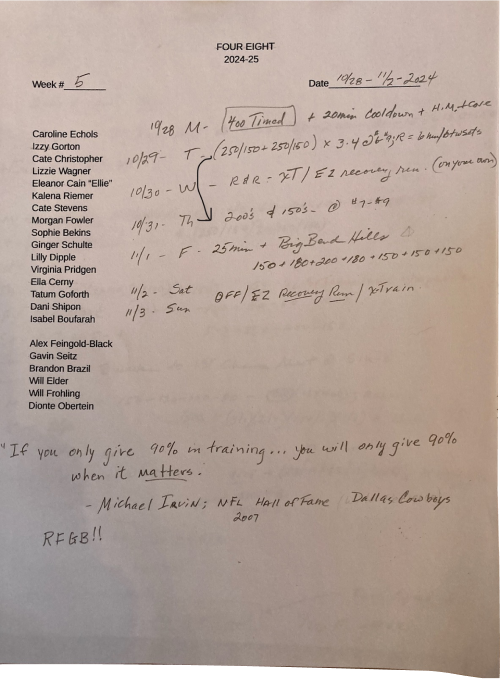 FOUR EIGHT
2024-25
Week # 5
Date 10/28 - 11/2 - 2024
10/28 M - 400 Timed + 20min Cooldown + H.M. + Core
Caroline Echols
Izzy Gorton
10/29 - T - (250/150 + 250/150) × 3-4
Cate Christopher
Lizzie Wagner
10/30 - W - R&R - XT / EZ recovery run. (on your own)
Eleanor Cain "Ellie"
Kalena Riemer
Cate Stevens
10/31 - Th 200's & 150's - @ #7-#9
Morgan Fowler
Sophie Bekins
Ginger Schulte
11/1 - F - 25min + Big Bend Hills
Lilly Dipple
150 + 180 + 200 + 180 + 150 + 150 + 150
Virginia Pridgen
Ella Cerny
11/2 - Sat OFF / EZ Recovery Run / XTrain
Tatum Goforth
11/3 - Sun
Dani Shipon
Isabel Boufarah
Alex Feingold-Black
Gavin Seitz
Brandon Brazil
Will Elder
Will Frohling
Dionte Obertein
"If you only give 90% in training... you will only give 90%
when it matters.
- Michael Irvin; NFL Hall of Fame Dallas Cowboys
2007
RFGB!!